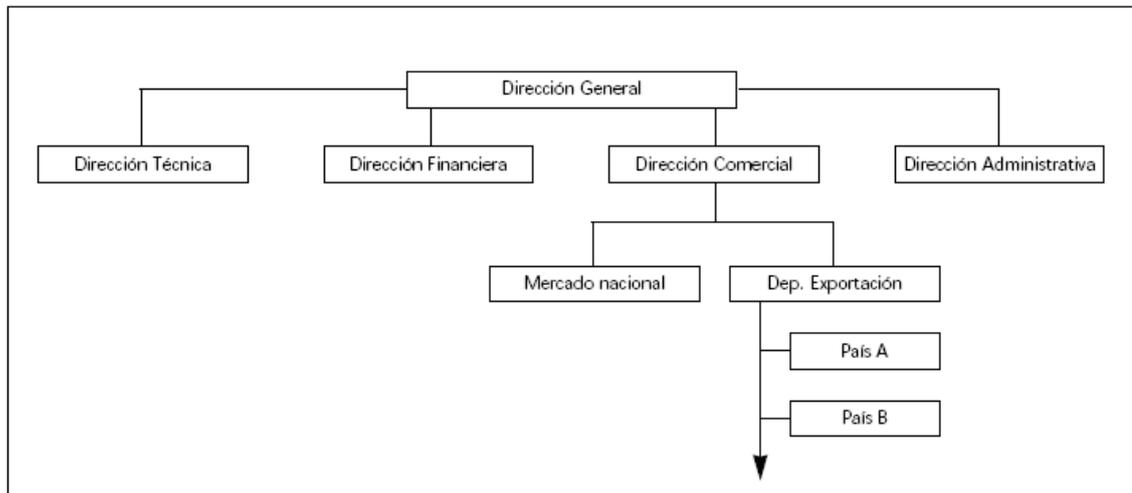 Dirección General
Dirección Técnica
Dirección Financiera
Dirección Comercial
Dirección Administrativa
Mercado nacional
Dep. Exportación
País A
País B